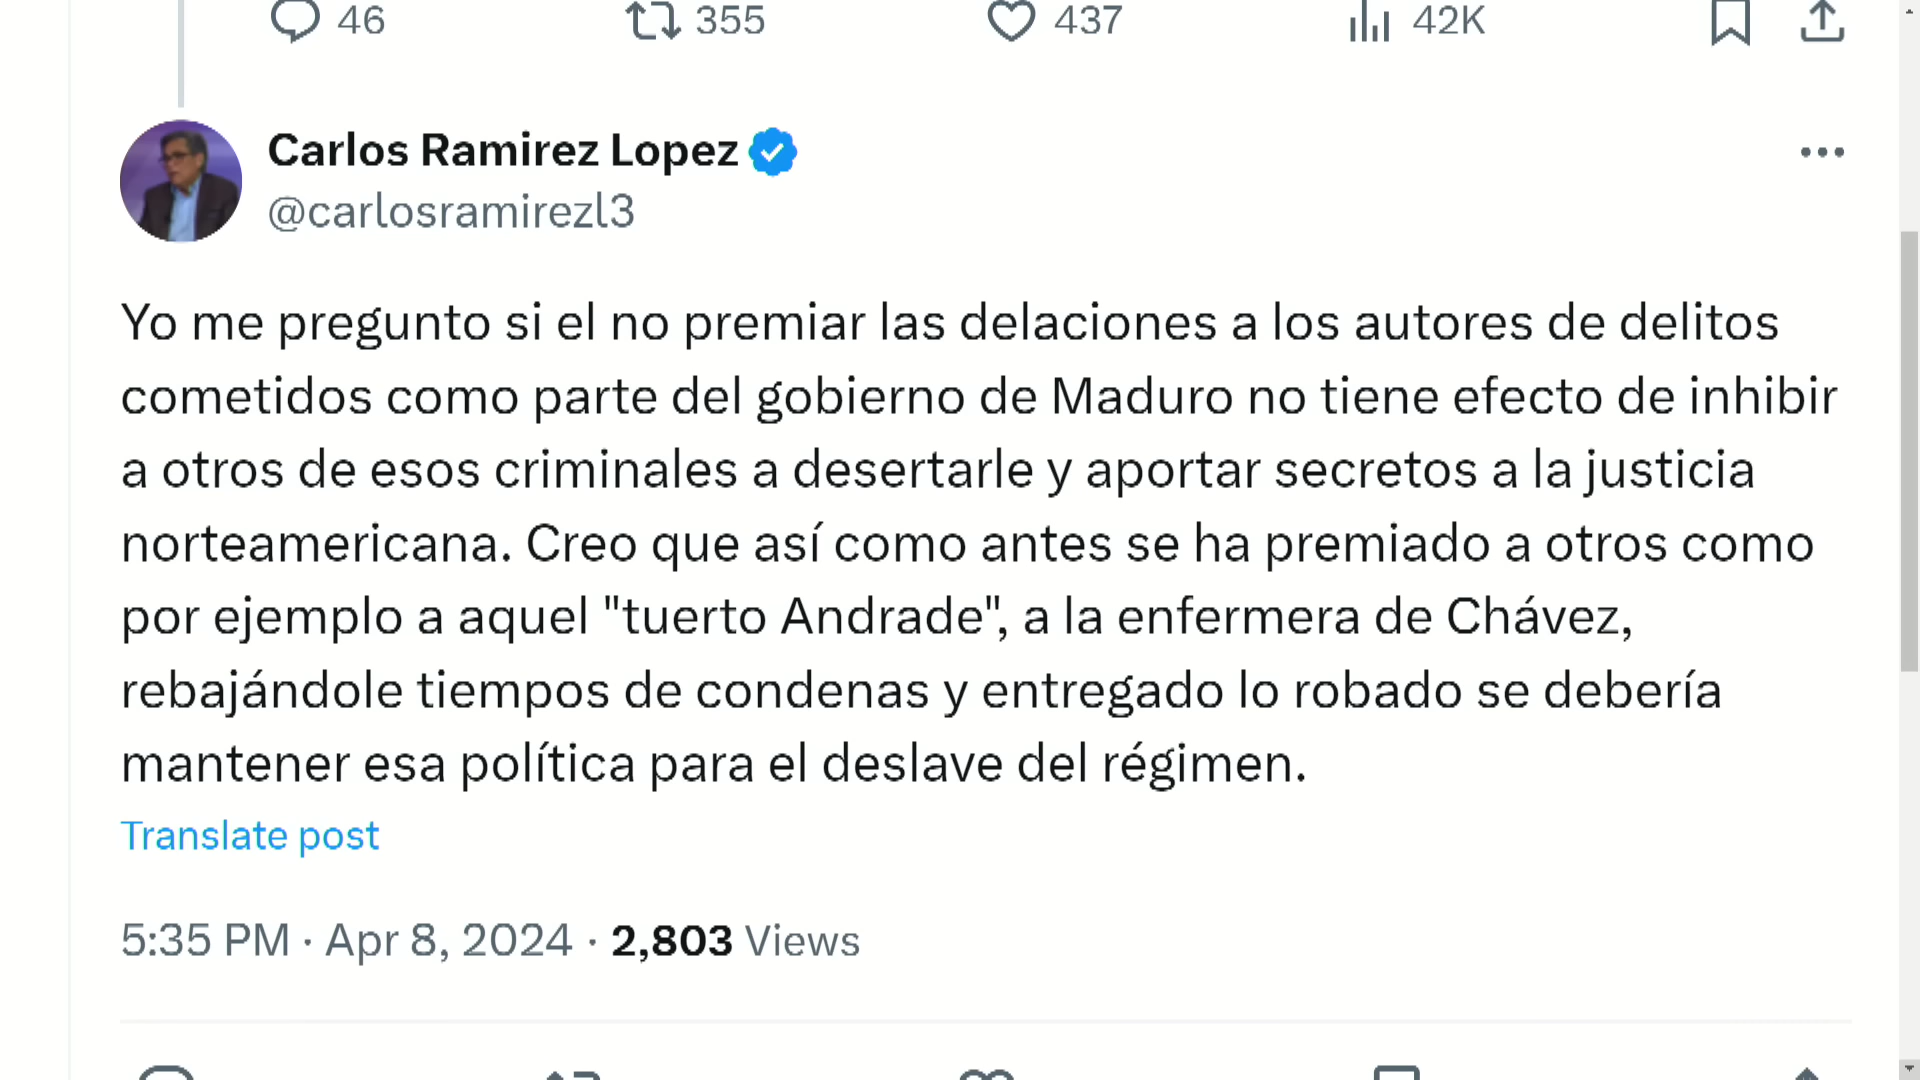 46 355 437 42K
Carlos Ramirez Lopez
@carlosramirezl3
Yo me pregunto si el no premiar las delaciones a los autores de delitos
cometidos como parte del gobierno de Maduro no tiene efecto de inhibir
a otros de esos criminales a desertarle y aportar secretos a la justicia
norteamericana. Creo que así como antes se ha premiado a otros como
por ejemplo a aquel "tuerto Andrade", a la enfermera de Chávez,
rebajándole tiempos de condenas y entregado lo robado se debería
mantener esa política para el deslave del régimen.
Translate post
5:35 PM · Apr 8, 2024 · 2,803 Views